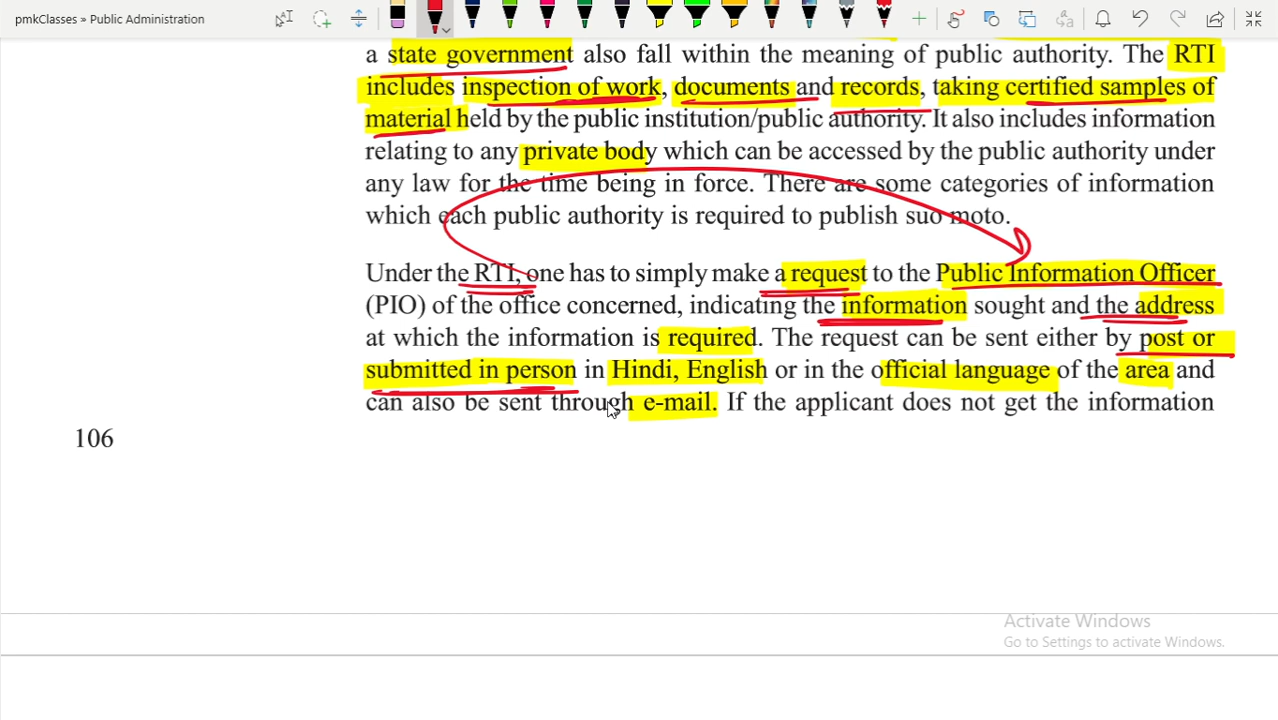 pmkClasses » Public Administration
a state government also fall within the meaning of public authority. The RTI
includes inspection of work, documents and records, taking certified samples of
material held by the public institution/public authority. It also includes information
relating to any private body which can be accessed by the public authority under
any law for the time being in force. There are some categories of information
which each public authority is required to publish suo moto.
Under the RTI, one has to simply make a request to the Public Information Officer
(PIO) of the office concerned, indicating the information sought and the address
at which the information is required. The request can be sent either by post or
submitted in person in Hindi, English or in the official language of the area and
can also be sent through e-mail. If the applicant does not get the information
106
Activate Windows
Go to Settings to activate Windows.